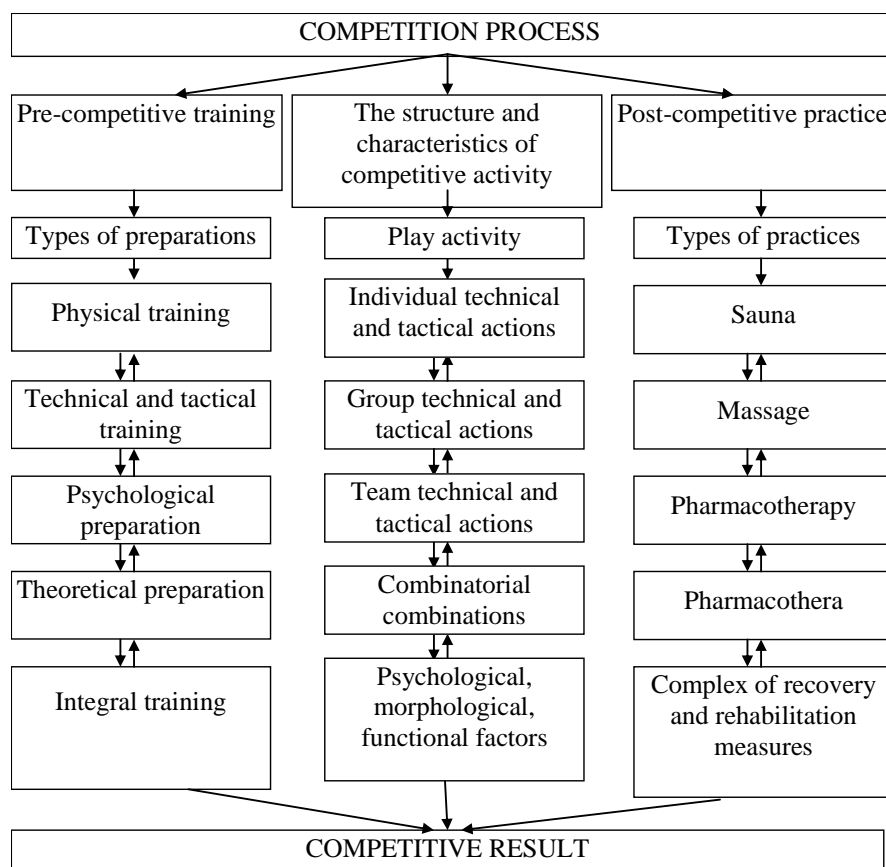 COMPETITION PROCESS
Pre-competitive training
The structure and
characteristics of
competitive activity
Post-competitive practice
Types of preparations
Play activity
Types of practices
Physical training
Individual technical
and tactical actions
Sauna
Technical and tactical
training
Group technical and
tactical actions
Massage
Psychological
preparation
Team technical and
tactical actions
Pharmacotherapy
Theoretical preparation
Combinatorial
combinations
Pharmacothera
Integral training
Psychological,
morphological,
functional factors
Complex of recovery
and rehabilitation
measures
COMPETITIVE RESULT